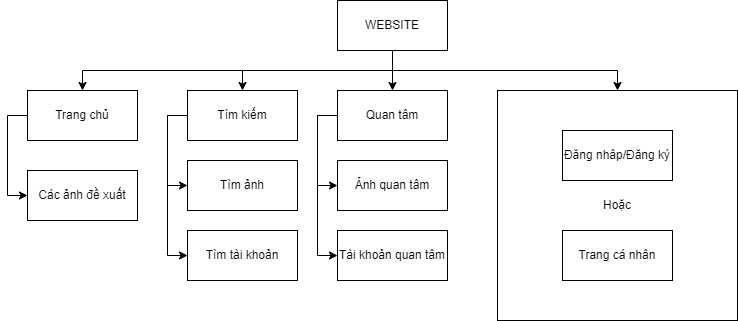 WEBSITE
Trang chủ
Tìm kiếm
Quan tâm
Các ảnh đề xuất
Tìm ảnh
Ảnh quan tâm
Tìm tài khoản
Tài khoản quan tâm
Đăng nhâp/Đăng ký
Hoặc
Trang cá nhân